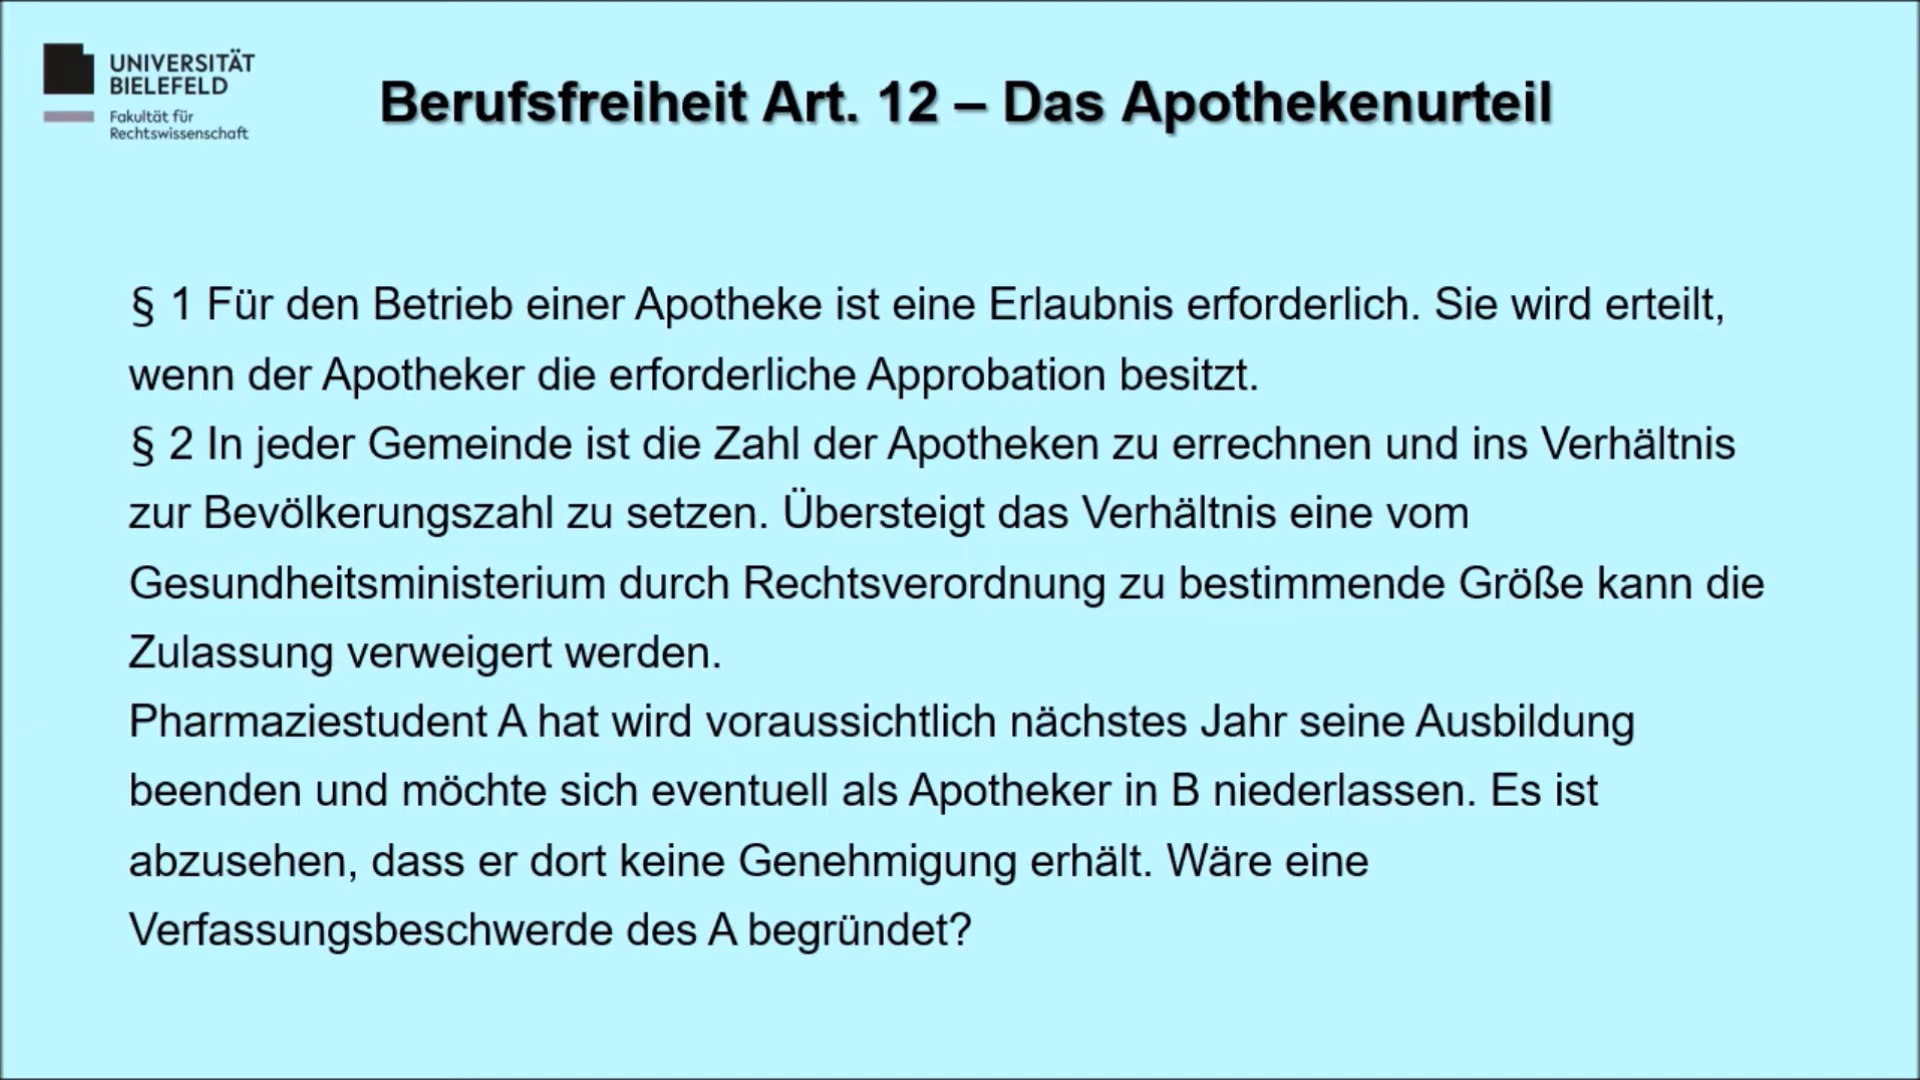 UNIVERSITÄT
BIELEFELD
Fakultät für
Rechtswissenschaft
Berufsfreiheit Art. 12 – Das Apothekenurteil
§ 1 Für den Betrieb einer Apotheke ist eine Erlaubnis erforderlich. Sie wird erteilt,
wenn der Apotheker die erforderliche Approbation besitzt.
§ 2 In jeder Gemeinde ist die Zahl der Apotheken zu errechnen und ins Verhältnis
zur Bevölkerungszahl zu setzen. Übersteigt das Verhältnis eine vom
Gesundheitsministerium durch Rechtsverordnung zu bestimmende Größe kann die
Zulassung verweigert werden.
Pharmaziestudent A hat wird voraussichtlich nächstes Jahr seine Ausbildung
beenden und möchte sich eventuell als Apotheker in B niederlassen. Es ist
abzusehen, dass er dort keine Genehmigung erhält. Wäre eine
Verfassungsbeschwerde des A begründet?